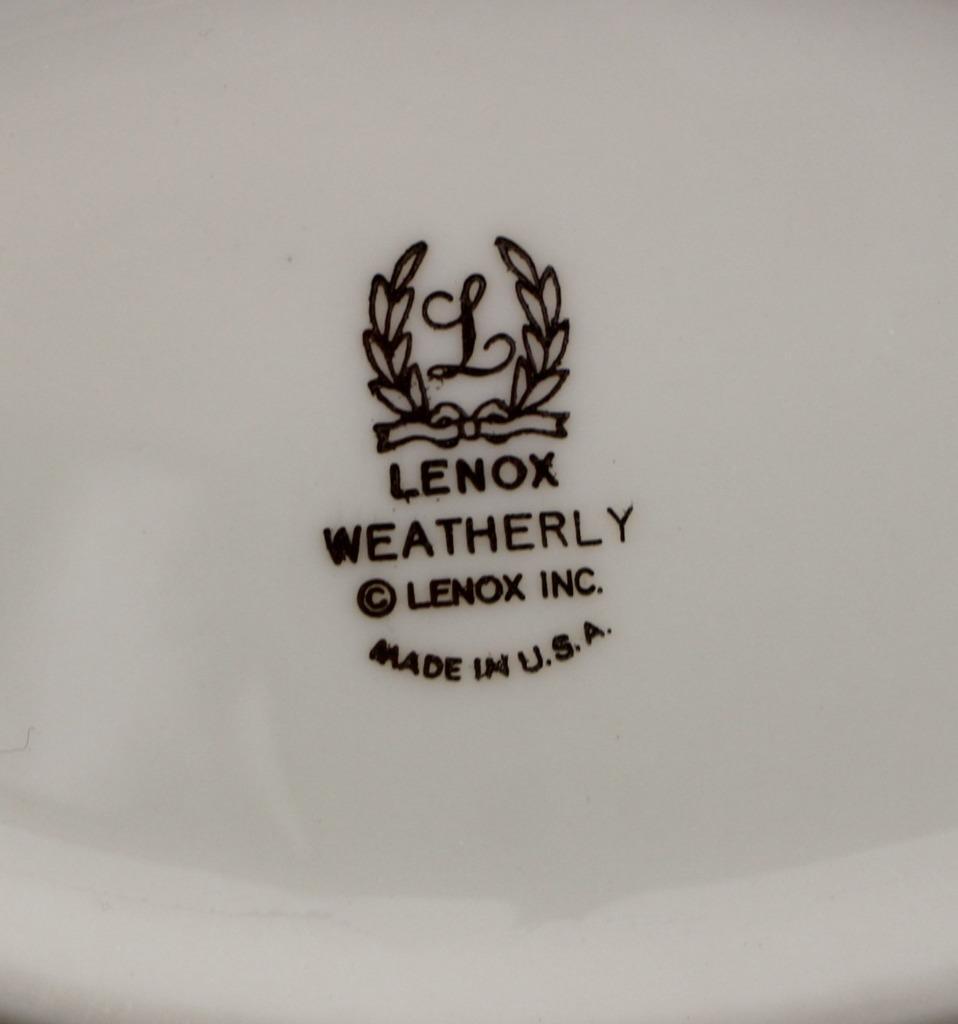 L
LENOX
WEATHERLY
© LENOX INC.
MADE IN U.S.A.